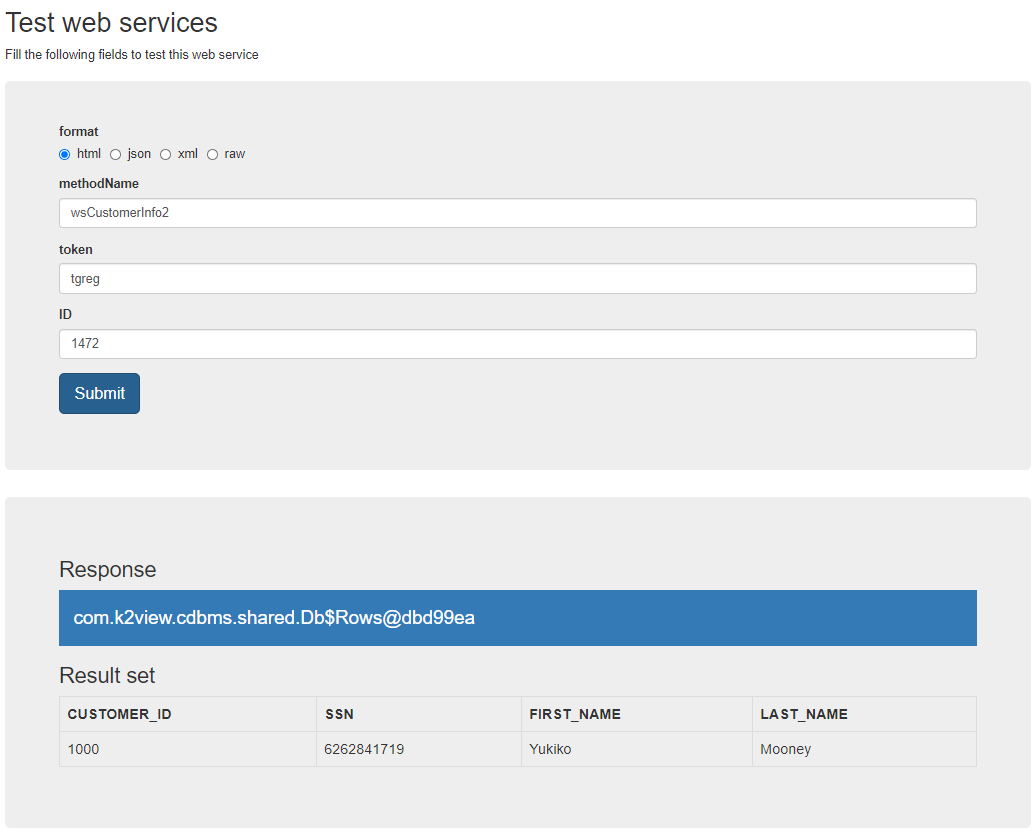 Test web services
Fill the following fields to test this web service
format
html json xml raw
methodName
wsCustomerInfo2
token
tgreg
ID
1472
Submit
Response
com.k2view.cdbms.shared.Db$Rows@dbd99ea
Result set
CUSTOMER_ID SSN FIRST_NAME LAST_NAME
1000 6262841719 Yukiko Mooney